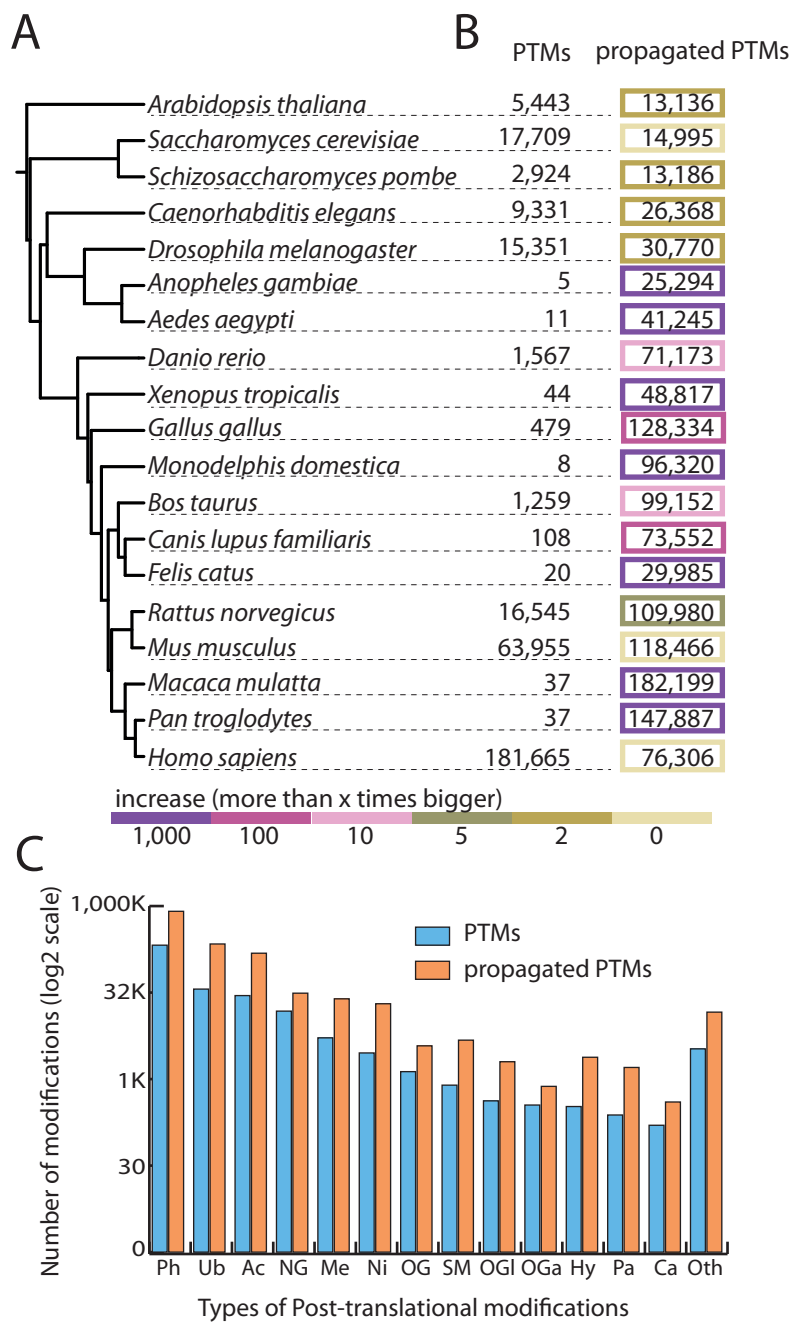 A
B
PTMs propagated PTMs
Arabidopsis thaliana 5,443 13,136
Saccharomyces cerevisiae 17,709 14,995
Schizosaccharomyces pombe 2,924 13,186
Caenorhabditis elegans 9,331 26,368
Drosophila melanogaster 15,351 30,770
Anopheles gambiae 5 25,294
Aedes aegypti 11 41,245
Danio rerio 1,567 71,173
Xenopus tropicalis 44 48,817
Gallus gallus 479 128,334
Monodelphis domestica 8 96,320
Bos taurus 1,259 99,152
Canis lupus familiaris 108 73,552
Felis catus 20 29,985
Rattus norvegicus 16,545 109,980
Mus musculus 63,955 118,466
Macaca mulatta 37 182,199
Pan troglodytes 37 147,887
Homo sapiens 181,665 76,306
increase (more than x times bigger)
1,000 100 10 5 2 0
C
Number of modifications (log2 scale)
1,000K
32K
1K
30
0
PTMs
propagated PTMs
Ph Ub Ac NG Me Ni OG SM OGl OGa Hy Pa Ca Oth
Types of Post-translational modifications